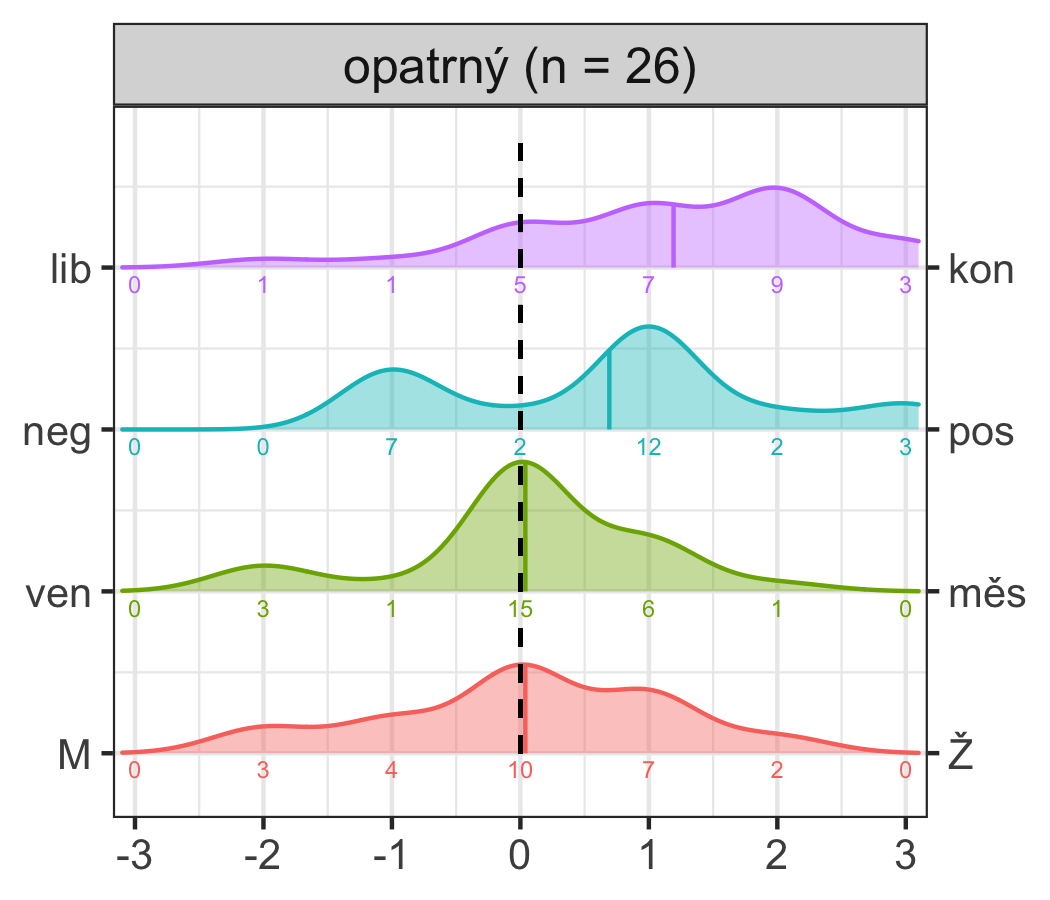 opatrný (n = 26)
lib kon
0 1 1 5 7 9 3
neg pos
0 0 7 2 12 2 3
ven měs
0 3 1 15 6 1 0
M Ž
0 3 4 10 7 2 0
-3 -2 -1 0 1 2 3